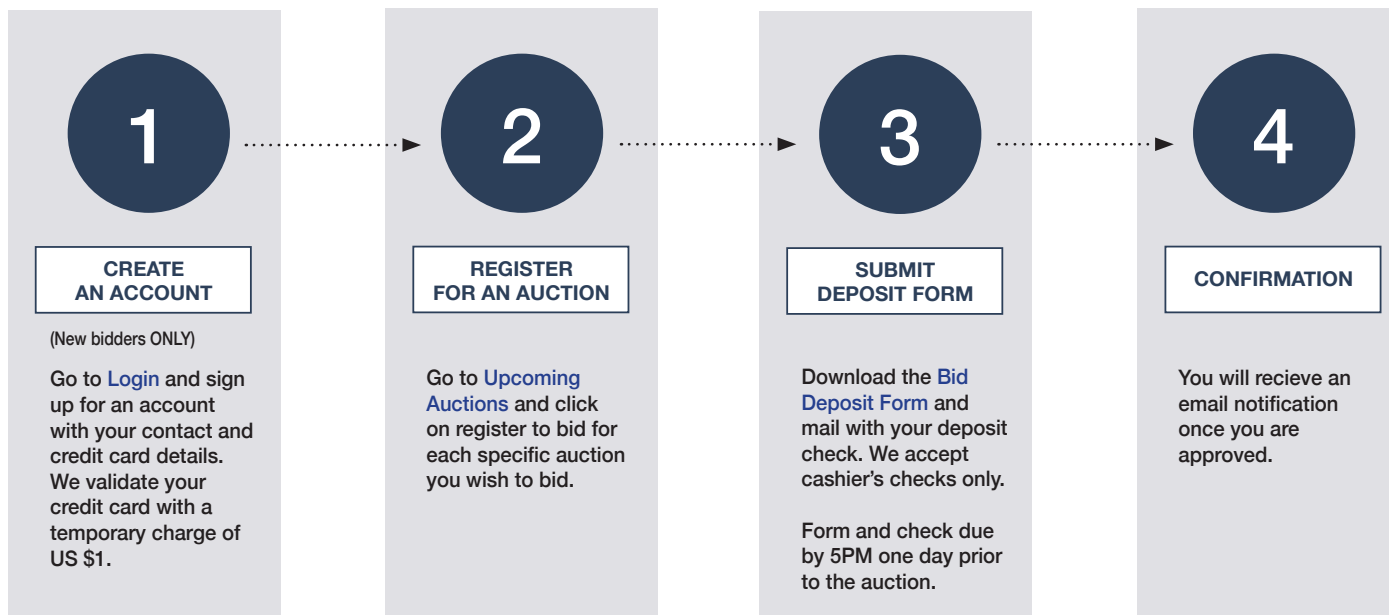 1
CREATE
AN ACCOUNT
(New bidders ONLY)
Go to Login and sign
up for an account
with your contact and
credit card details.
We validate your
credit card with a
temporary charge of
US $1.
2
REGISTER
FOR AN AUCTION
Go to Upcoming
Auctions and click
on register to bid for
each specific auction
you wish to bid.
3
SUBMIT
DEPOSIT FORM
Download the Bid
Deposit Form and
mail with your deposit
check. We accept
cashier's checks only.
Form and check due
by 5PM one day prior
to the auction.
4
CONFIRMATION
You will recieve an
email notification
once you are
approved.